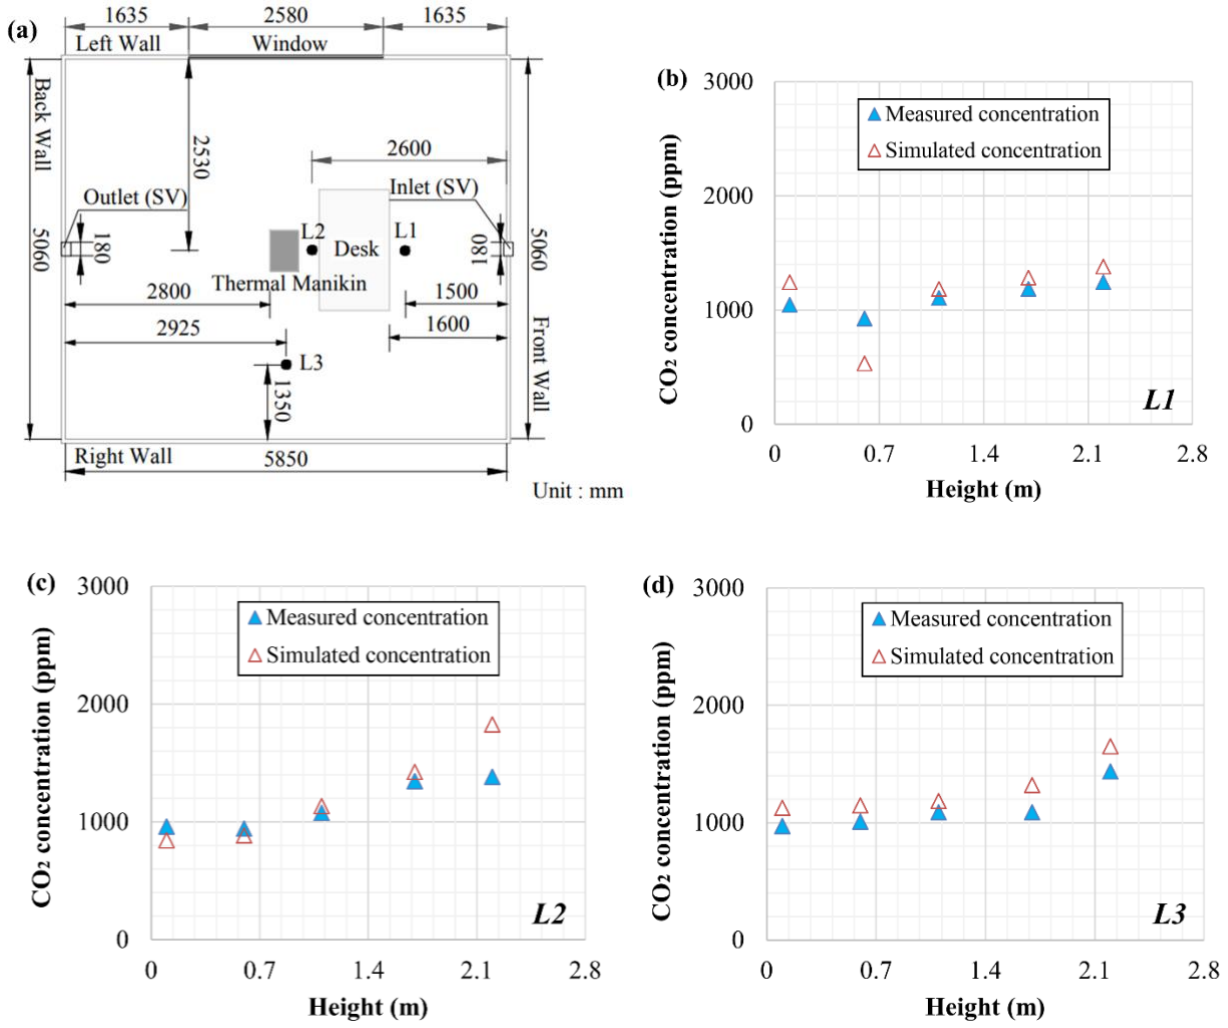 (a)
1635 2580 1635
Left Wall Window
Back Wall
2530
2600
Outlet (SV)
Inlet (SV)
L2 L1
Desk
5060
180
180
5060
Thermal Manikin
2800
1500
2925
1600
Front Wall
L3
1350
Right Wall
5850
Unit : mm
(b)
3000
Measured concentration
Simulated concentration
2000
CO₂ concentration (ppm)
1000
L1
0
0 0.7 1.4 2.1 2.8
Height (m)
(c)
3000
Measured concentration
Simulated concentration
2000
CO₂ concentration (ppm)
1000
L2
0
0 0.7 1.4 2.1 2.8
Height (m)
(d)
3000
Measured concentration
Simulated concentration
2000
CO₂ concentration (ppm)
1000
L3
0
0 0.7 1.4 2.1 2.8
Height (m)